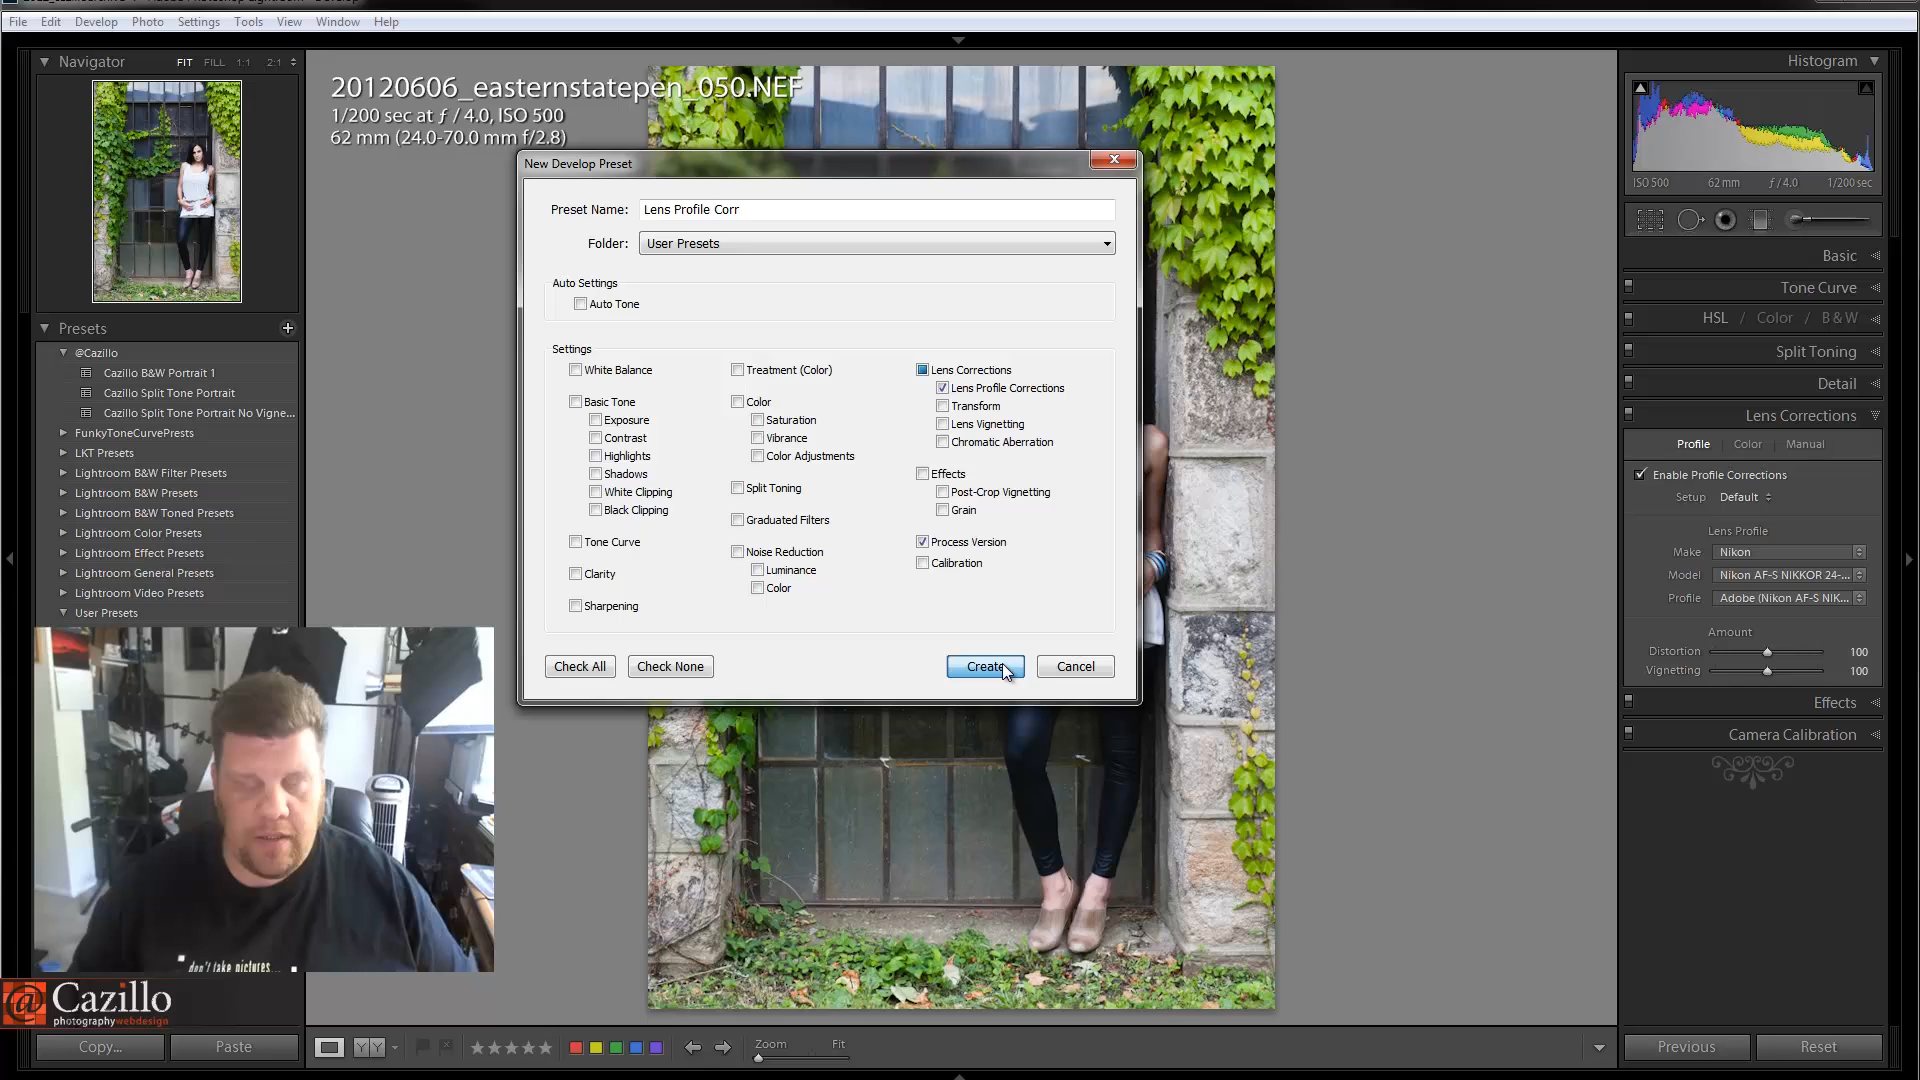 File Edit Develop Photo Settings Tools View Window Help
Navigator FIT FILL 1:1 2:1
Histogram
20120606_easternstatepen_050.NEF
1/200 sec at ƒ / 4.0, ISO 500
62 mm (24.0-70.0 mm f/2.8)
ISO 500 62 mm ƒ / 4.0 1/200 sec
New Develop Preset
Preset Name: Lens Profile Corr
Folder: User Presets
Auto Settings
Auto Tone
Settings
White Balance
Basic Tone
Exposure
Contrast
Highlights
Shadows
White Clipping
Black Clipping
Tone Curve
Clarity
Sharpening
Treatment (Color)
Color
Saturation
Vibrance
Color Adjustments
Split Toning
Graduated Filters
Noise Reduction
Luminance
Color
Lens Corrections
Lens Profile Corrections
Transform
Lens Vignetting
Chromatic Aberration
Effects
Post-Crop Vignetting
Grain
Process Version
Calibration
Check All Check None Create Cancel
Presets +
@Cazillo
Cazillo B&W Portrait 1
Cazillo Split Tone Portrait
Cazillo Split Tone Portrait No Vigne...
FunkyToneCurvePrests
LKT Presets
Lightroom B&W Filter Presets
Lightroom B&W Presets
Lightroom B&W Toned Presets
Lightroom Color Presets
Lightroom Effect Presets
Lightroom General Presets
Lightroom Video Presets
User Presets
Basic
Tone Curve
HSL / Color / B & W
Split Toning
Detail
Lens Corrections
Profile Color Manual
Enable Profile Corrections
Setup Default
Lens Profile
Make Nikon
Model Nikon AF-S NIKKOR 24-...
Profile Adobe (Nikon AF-S NIK...
Amount
Distortion 100
Vignetting 100
Effects
Camera Calibration
don't take pictures...
@Cazillo
photographywebdesign
Copy... Paste
YY Zoom Fit
Previous Reset